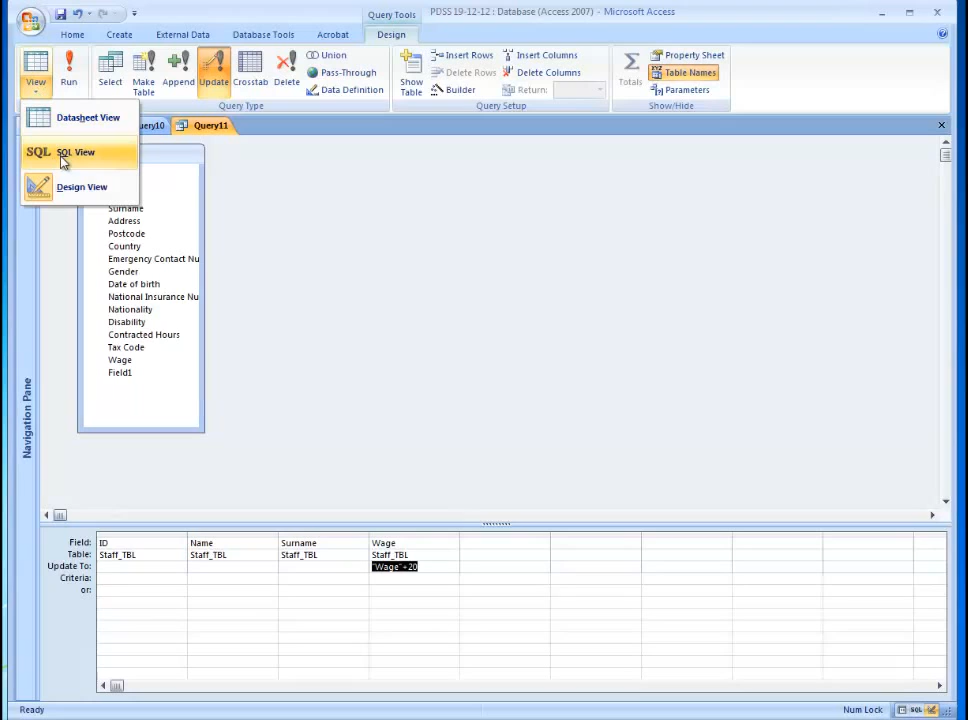 Query Tools
PDSS 19-12-12 : Database (Access 2007) - Microsoft Access
Home
Create
External Data
Database Tools
Acrobat
Design
View
Run
Select
Make Table
Append
Update
Crosstab
Delete
Union
Pass-Through
Data Definition
Query Type
Show Table
Insert Rows
Delete Rows
Builder
Insert Columns
Delete Columns
Return:
Query Setup
Totals
Property Sheet
Table Names
Parameters
Show/Hide
Datasheet View
SQL SQL View
Design View
uery10
Query11
Surname
Address
Postcode
Country
Emergency Contact Nu
Gender
Date of birth
National Insurance Nu
Nationality
Disability
Contracted Hours
Tax Code
Wage
Field1
Navigation Pane
Field: ID Name Surname Wage
Table: Staff_TBL Staff_TBL Staff_TBL Staff_TBL
Update To: "Wage"+20
Criteria:
or:
Ready
Num Lock
SQL